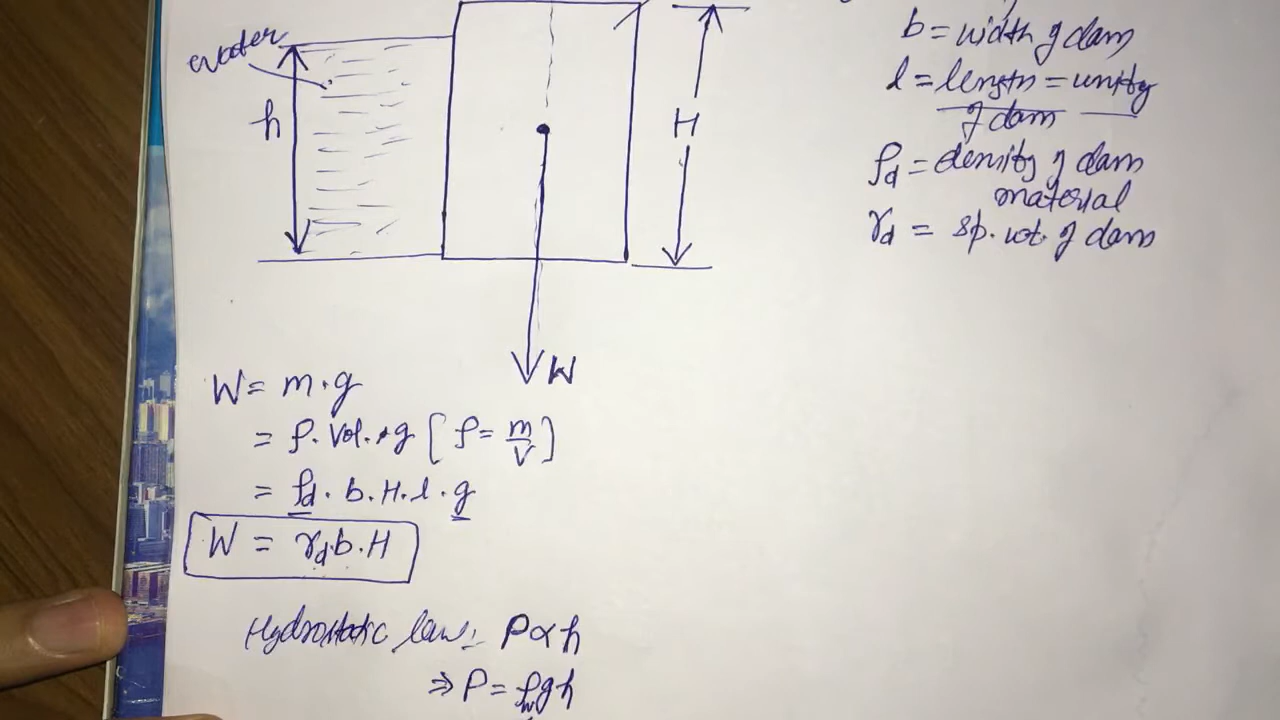 water
h
H
W
b = width of dam
l = length = unity
of dam
ρd = density of dam
material
γd = sp. wt. of dam
W = m · g
= ρ · Vol. · g [ρ = m/V]
= ρd · b · H · 1 · g
W = γd · b · H
Hydrostatic law: P ∝ h
⇒ P = ρw g h